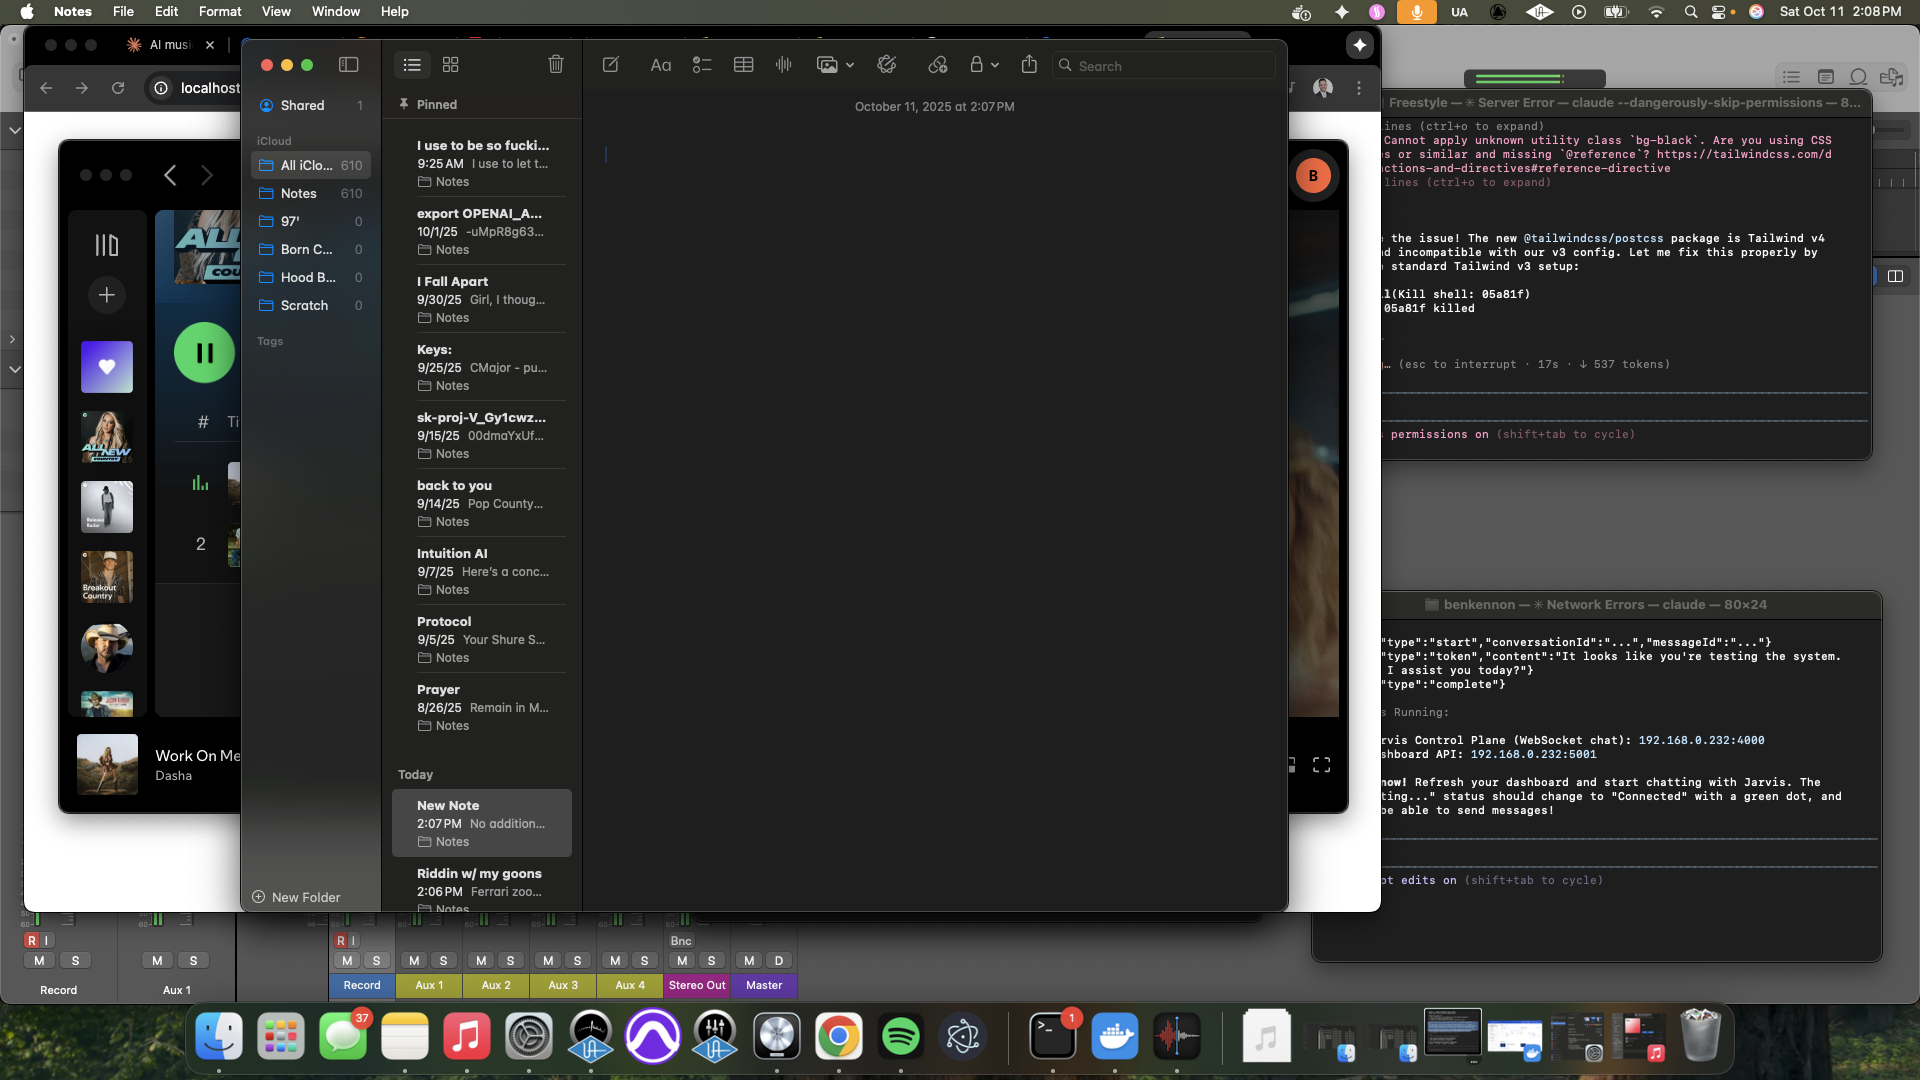 Notes File Edit Format View Window Help
UA
Sat Oct 11 2:08 PM
AI musi
localhost
Search
Shared 1
iCloud
All iClo... 610
Notes 610
97' 0
Born C... 0
Hood B... 0
Scratch 0
Tags
New Folder
Pinned
I use to be so fucki...
9:25 AM I use to let t...
Notes
export OPENAI_A...
10/1/25 -uMpR8g63...
Notes
I Fall Apart
9/30/25 Girl, I thoug...
Notes
Keys:
9/25/25 CMajor - pu...
Notes
sk-proj-V_Gy1cwz...
9/15/25 00dmaYxUf...
Notes
back to you
9/14/25 Pop County...
Notes
Intuition AI
9/7/25 Here's a conc...
Notes
Protocol
9/5/25 Your Shure S...
Notes
Prayer
8/26/25 Remain in M...
Notes
Today
New Note
2:07 PM No addition...
Notes
Riddin w/ my goons
2:06 PM Ferrari zoo...
Notes
October 11, 2025 at 2:07 PM
ALL
COU
# Ti
2
ALL NEW
Release Radar
Breakout Country
Work On Me
Dasha
B
Freestyle — ✳ Server Error — claude --dangerously-skip-permissions — 8...
ines (ctrl+o to expand)
Cannot apply unknown utility class `bg-black`. Are you using CSS
s or similar and missing `@reference`? https://tailwindcss.com/d
ctions-and-directives#reference-directive
lines (ctrl+o to expand)
e the issue! The new @tailwindcss/postcss package is Tailwind v4
d incompatible with our v3 config. Let me fix this properly by
e standard Tailwind v3 setup:
ll(Kill shell: 05a81f)
05a81f killed
… (esc to interrupt · 17s · ↓ 537 tokens)
permissions on (shift+tab to cycle)
benkennon — ✳ Network Errors — claude — 80×24
"type":"start","conversationId":"...","messageId":"..."}
"type":"token","content":"It looks like you're testing the system.
I assist you today?"}
"type":"complete"}
s Running:
rvis Control Plane (WebSocket chat): 192.168.0.232:4000
shboard API: 192.168.0.232:5001
now! Refresh your dashboard and start chatting with Jarvis. The
ting..." status should change to "Connected" with a green dot, and
be able to send messages!
pt edits on (shift+tab to cycle)
R I
R I
Bnc
M S M S M S M S M S M S M S M S M D
Record Aux 1 Record Aux 1 Aux 2 Aux 3 Aux 4 Stereo Out Master
37
1